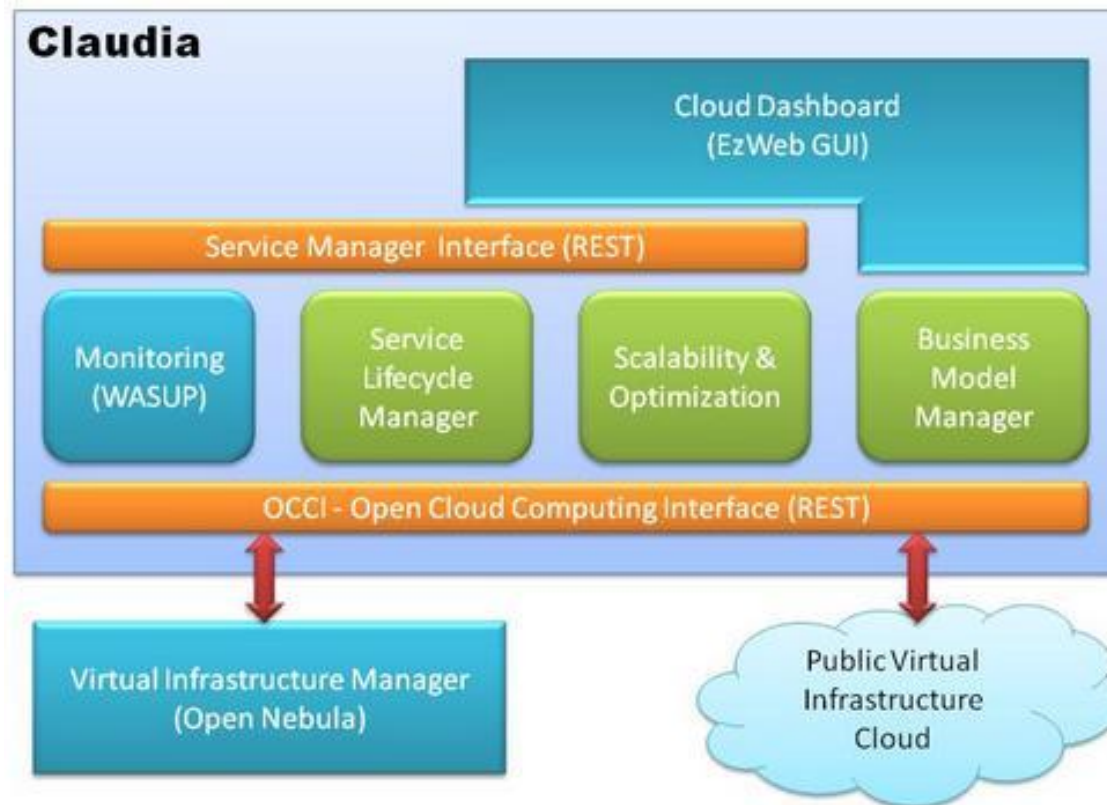 Claudia
Cloud Dashboard
(EzWeb GUI)
Service Manager Interface (REST)
Monitoring
(WASUP)
Service
Lifecycle
Manager
Scalability &
Optimization
Business
Model
Manager
OCCI - Open Cloud Computing Interface (REST)
Virtual Infrastructure Manager
(Open Nebula)
Public Virtual
Infrastructure
Cloud